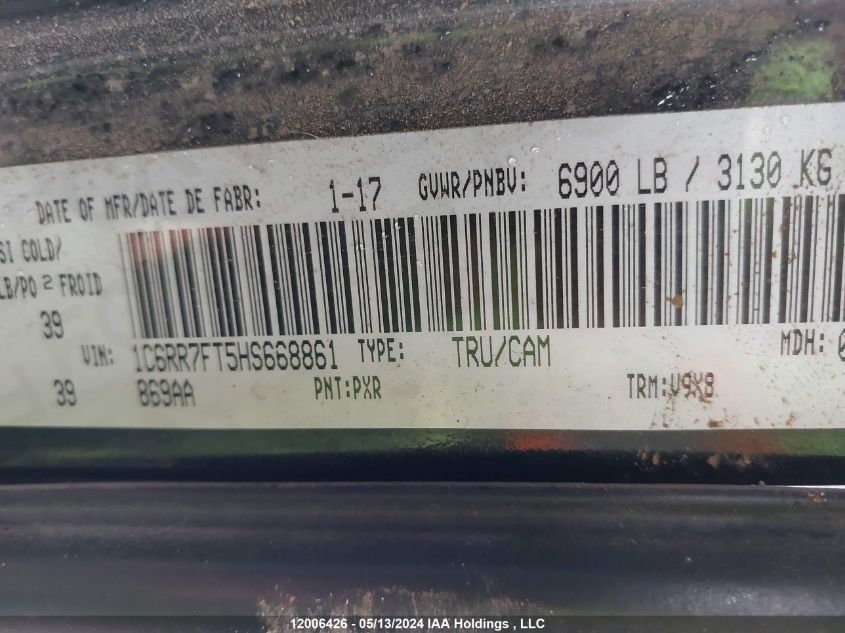 DATE OF MFR/DATE DE FABR: 1-17 GVWR/PNBV: 6900 LB / 3130 KG
SI COLD/
LB/PO 2 FROID
39
VIN: 1C6RR7FT5HS668861 TYPE: TRU/CAM MDH: 0
39 869AA PNT:PXR TRM:V9X8
12006426 - 05/13/2024 IAA Holdings , LLC